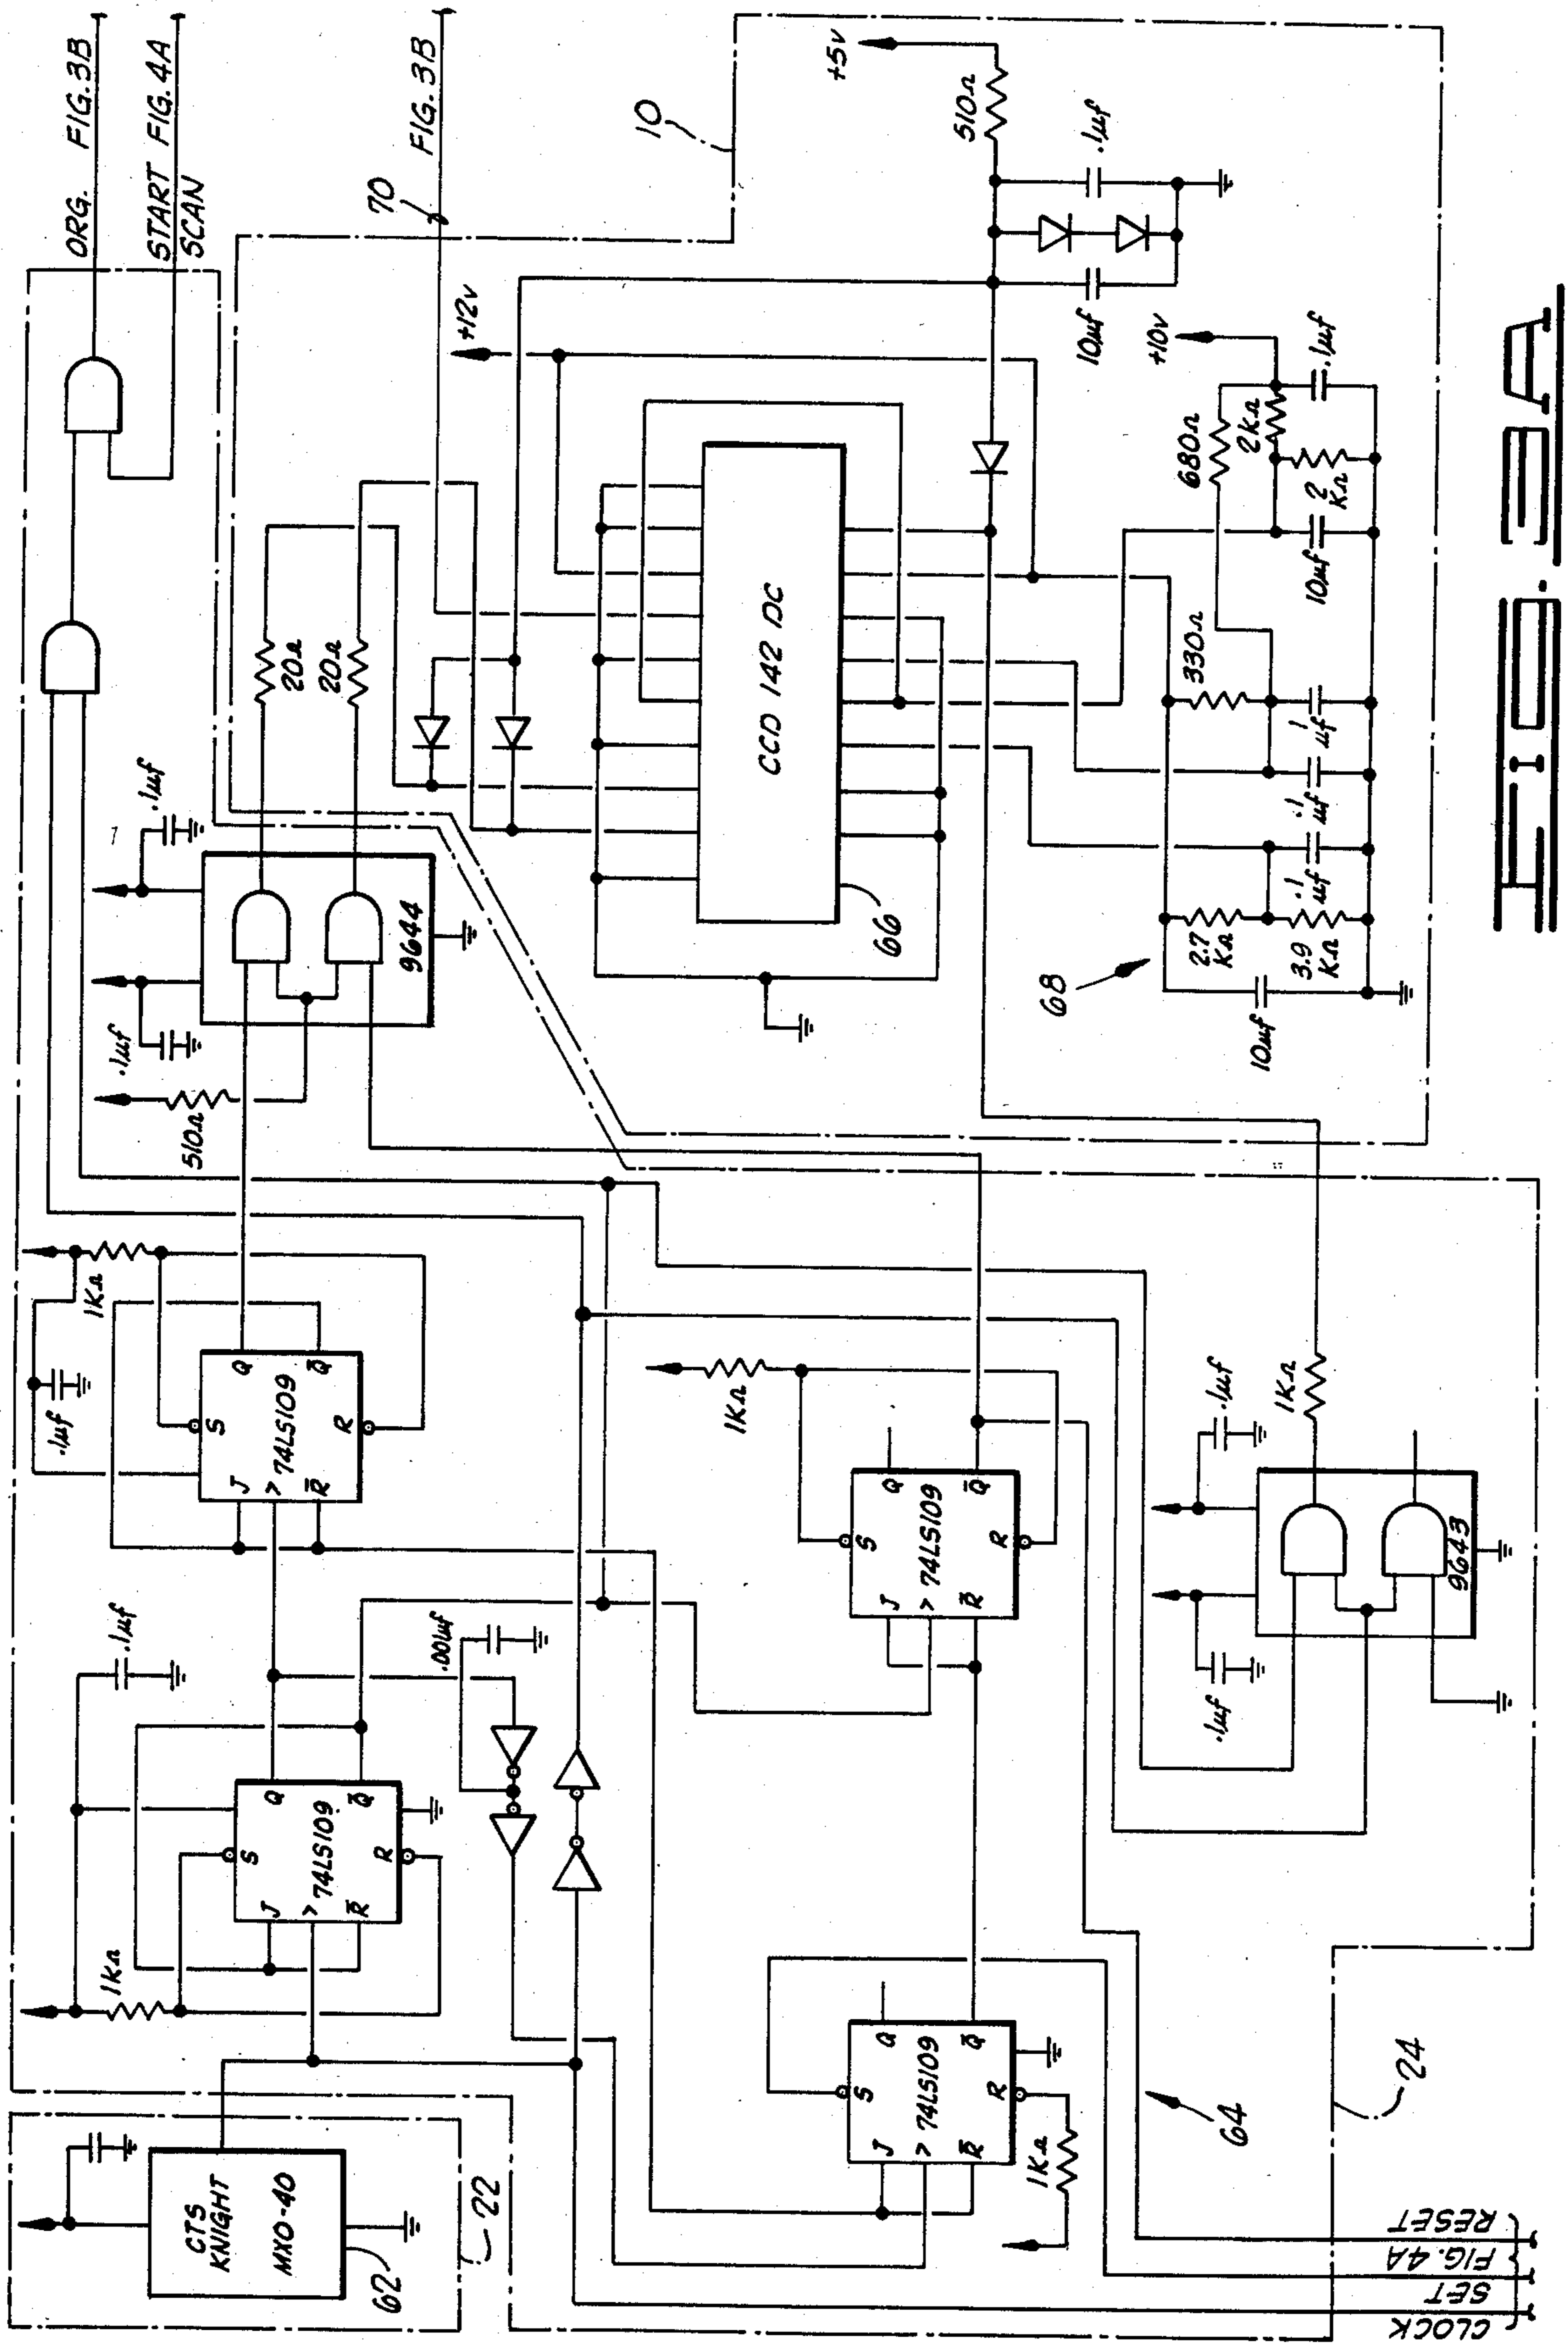 ORG. FIG. 3B
START FIG. 4A
SCAN
70
FIG. 3B
10
+5v
510Ω
.1µf
10µf
+12v
20Ω
20Ω
.1µf
.1µf
510Ω
9644
CCD 142 DC
66
68
+10v
680Ω
2KΩ
2
KΩ
.1µf
10µf
330Ω
.1
µf
.1
µf
.1
µf
2.7
KΩ
3.9
KΩ
10µf
1KΩ
.1µf
J
>
R̅
S
R
Q
Q̅
74LS109
.1µf
1KΩ
J
>
R̅
S
R
Q
Q̅
74LS109
.001µf
1KΩ
J
>
R̅
S
R
Q
Q̅
74LS109
J
>
R̅
S
R
Q
Q̅
74LS109
1KΩ
1KΩ
.1µf
.1µf
9643
CTS
KNIGHT
MXO-40
62
22
64
24
CLOCK
SET
FIG. 4A
RESET
FIG. 3A